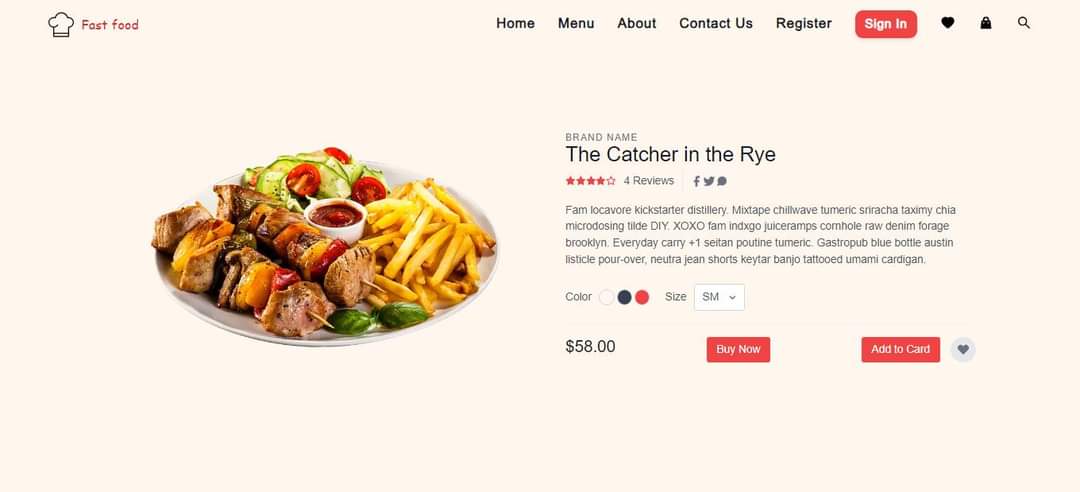 Fast food
Home Menu About Contact Us Register Sign In
BRAND NAME
The Catcher in the Rye
4 Reviews
Fam locavore kickstarter distillery. Mixtape chillwave tumeric sriracha taximy chia
microdosing tilde DIY. XOXO fam indxgo juiceramps cornhole raw denim forage
brooklyn. Everyday carry +1 seitan poutine tumeric. Gastropub blue bottle austin
listicle pour-over, neutra jean shorts keytar banjo tattooed umami cardigan.
Color Size SM
$58.00 Buy Now Add to Card